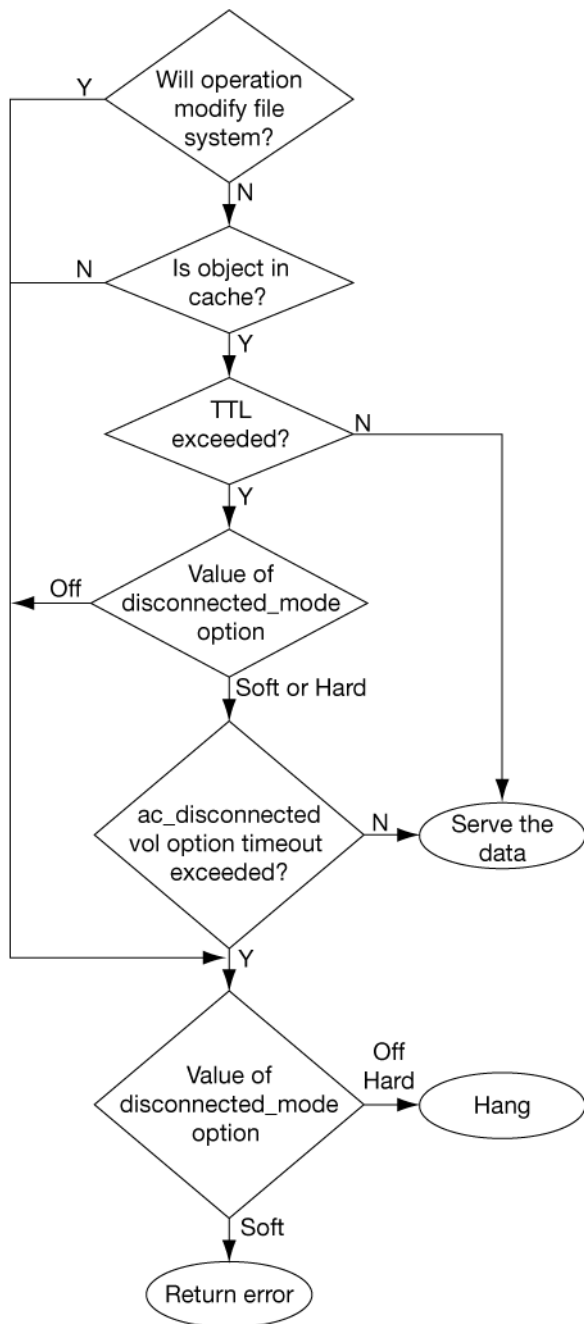 Will operation
modify file
system?
Y
N
Is object in
cache?
N
Y
TTL
exceeded?
N
Y
Value of
disconnected_mode
option
Off
Soft or Hard
ac_disconnected
vol option timeout
exceeded?
N
Serve the
data
Y
Value of
disconnected_mode
option
Off
Hard
Hang
Soft
Return error